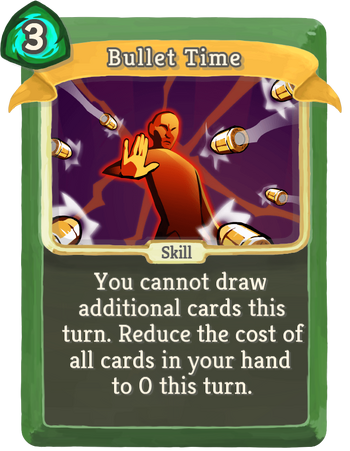 3
Bullet Time
Skill
You cannot draw
additional cards this
turn. Reduce the cost of
all cards in your hand
to 0 this turn.